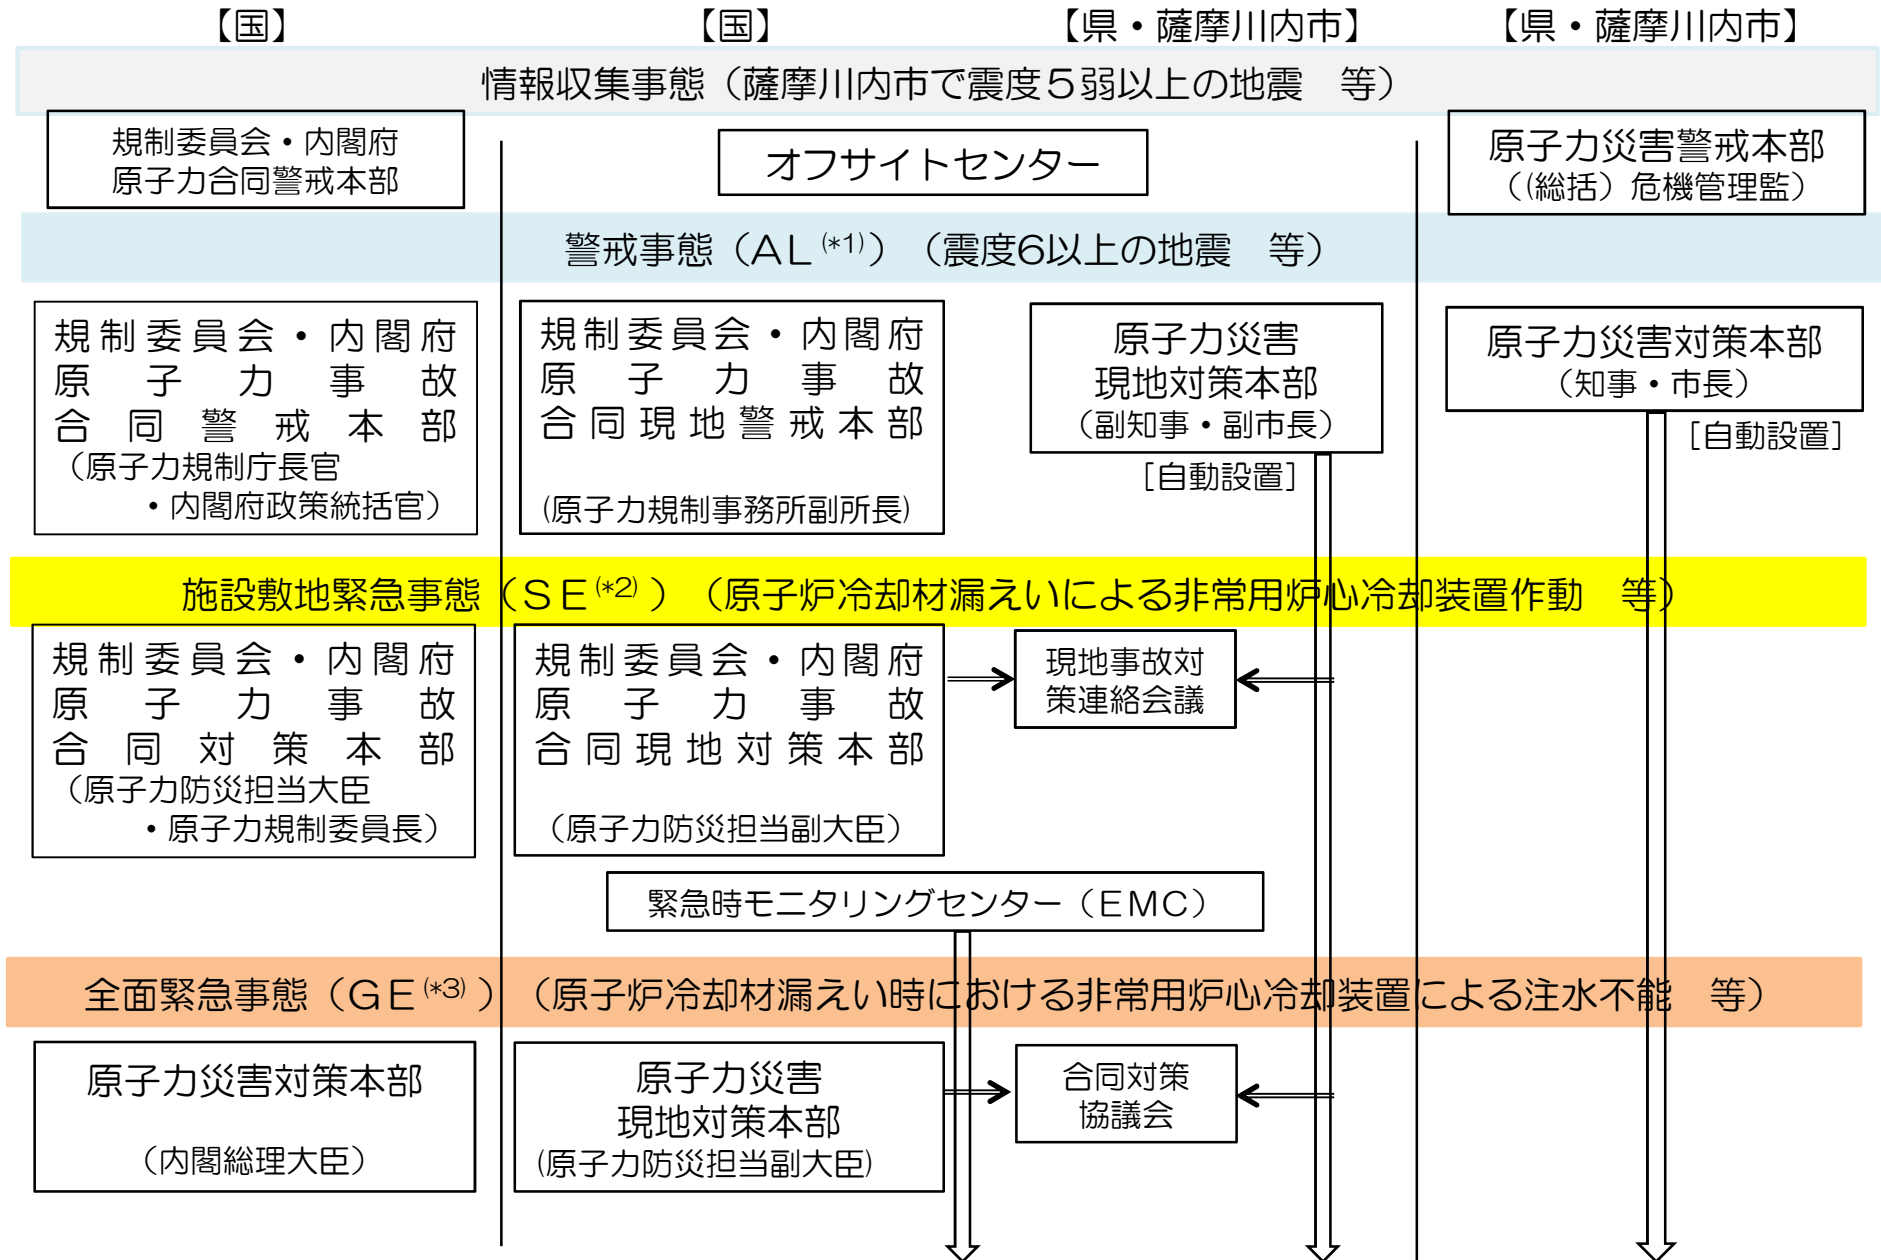 【国】
【国】
【県・薩摩川内市】
【県・薩摩川内市】
情報収集事態（薩摩川内市で震度５弱以上の地震　等）
規制委員会・内閣府
原子力合同警戒本部
オフサイトセンター
原子力災害警戒本部
（(総括）危機管理監）
警戒事態（ＡＬ(*1)）（震度6以上の地震　等）
規制委員会・内閣府
原子力事故
合同警戒本部
（原子力規制庁長官
・内閣府政策統括官）
規制委員会・内閣府
原子力事故
合同現地警戒本部
(原子力規制事務所副所長)
原子力災害
現地対策本部
（副知事・副市長）
［自動設置］
原子力災害対策本部
（知事・市長）
［自動設置］
施設敷地緊急事態（ＳＥ(*2)）（原子炉冷却材漏えいによる非常用炉心冷却装置作動　等）
規制委員会・内閣府
原子力事故
合同対策本部
（原子力防災担当大臣
・原子力規制委員長）
規制委員会・内閣府
原子力事故
合同現地対策本部
（原子力防災担当副大臣）
現地事故対
策連絡会議
緊急時モニタリングセンター（ＥＭＣ）
全面緊急事態（ＧＥ(*3)）（原子炉冷却材漏えい時における非常用炉心冷却装置による注水不能　等）
原子力災害対策本部
（内閣総理大臣）
原子力災害
現地対策本部
(原子力防災担当副大臣)
合同対策
協議会